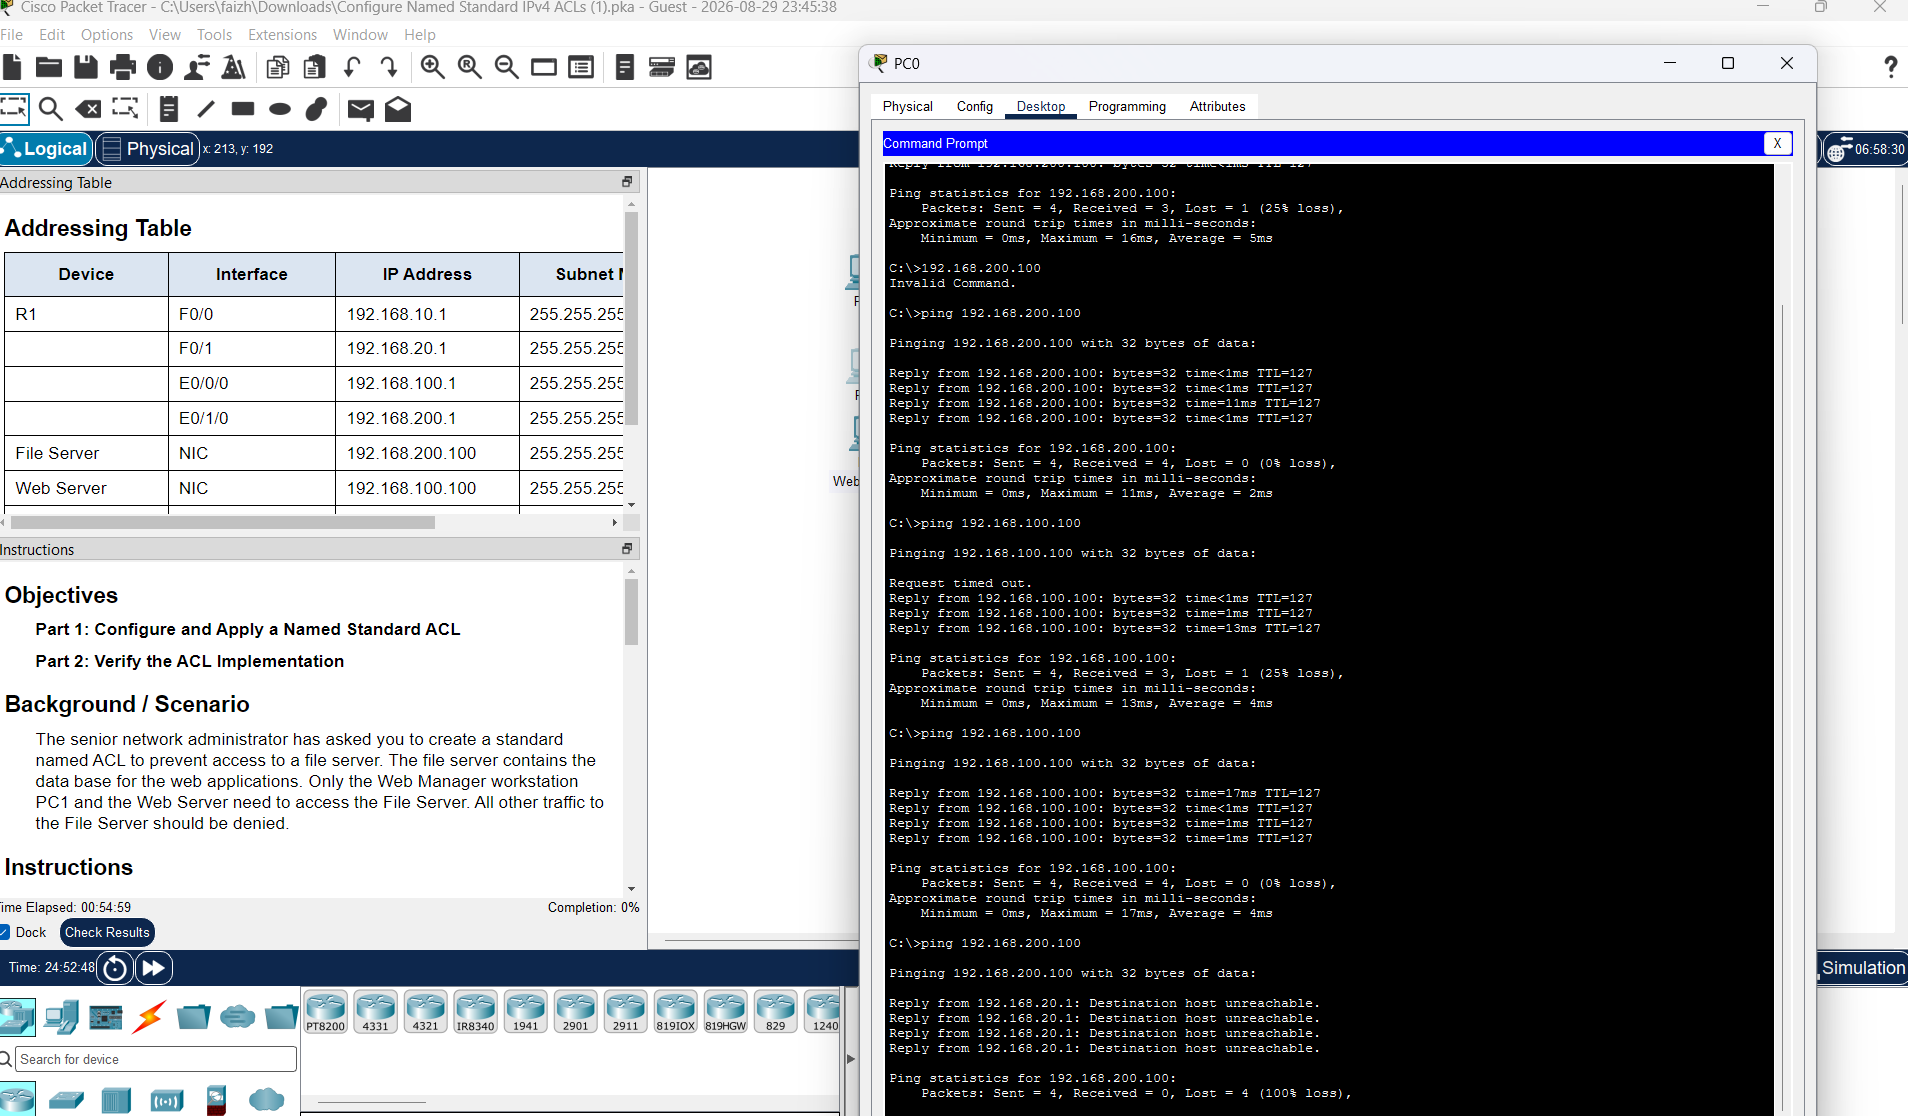 Cisco Packet Tracer - C:\Users\faizh\Downloads\Configure Named Standard IPv4 ACLs (1).pka - Guest - 2026-08-29 23:45:38
File Edit Options View Tools Extensions Window Help
PC0
Physical Config Desktop Programming Attributes
Command Prompt
X
Logical Physical x: 213, y: 192
06:58:30
Addressing Table
Addressing Table
Device Interface IP Address Subnet
R1 F0/0 192.168.10.1 255.255.255
F0/1 192.168.20.1 255.255.255
E0/0/0 192.168.100.1 255.255.255
E0/1/0 192.168.200.1 255.255.255
File Server NIC 192.168.200.100 255.255.255
Web Server NIC 192.168.100.100 255.255.255
Instructions
Objectives
Part 1: Configure and Apply a Named Standard ACL
Part 2: Verify the ACL Implementation
Background / Scenario
The senior network administrator has asked you to create a standard
named ACL to prevent access to a file server. The file server contains the
data base for the web applications. Only the Web Manager workstation
PC1 and the Web Server need to access the File Server. All other traffic to
the File Server should be denied.
Instructions
Time Elapsed: 00:54:59 Completion: 0%
Dock Check Results
Time: 24:52:48
PT8200 4331 4321 IR8340 1941 2901 2911 819IOX 819HGW 829 1240
Search for device
Web
Simulation
Reply from 192.168.200.100: bytes=32 time<1ms TTL=127
Ping statistics for 192.168.200.100:
Packets: Sent = 4, Received = 3, Lost = 1 (25% loss),
Approximate round trip times in milli-seconds:
Minimum = 0ms, Maximum = 16ms, Average = 5ms
C:\>192.168.200.100
Invalid Command.
C:\>ping 192.168.200.100
Pinging 192.168.200.100 with 32 bytes of data:
Reply from 192.168.200.100: bytes=32 time<1ms TTL=127
Reply from 192.168.200.100: bytes=32 time<1ms TTL=127
Reply from 192.168.200.100: bytes=32 time=11ms TTL=127
Reply from 192.168.200.100: bytes=32 time<1ms TTL=127
Ping statistics for 192.168.200.100:
Packets: Sent = 4, Received = 4, Lost = 0 (0% loss),
Approximate round trip times in milli-seconds:
Minimum = 0ms, Maximum = 11ms, Average = 2ms
C:\>ping 192.168.100.100
Pinging 192.168.100.100 with 32 bytes of data:
Request timed out.
Reply from 192.168.100.100: bytes=32 time<1ms TTL=127
Reply from 192.168.100.100: bytes=32 time=1ms TTL=127
Reply from 192.168.100.100: bytes=32 time=13ms TTL=127
Ping statistics for 192.168.100.100:
Packets: Sent = 4, Received = 3, Lost = 1 (25% loss),
Approximate round trip times in milli-seconds:
Minimum = 0ms, Maximum = 13ms, Average = 4ms
C:\>ping 192.168.100.100
Pinging 192.168.100.100 with 32 bytes of data:
Reply from 192.168.100.100: bytes=32 time=17ms TTL=127
Reply from 192.168.100.100: bytes=32 time<1ms TTL=127
Reply from 192.168.100.100: bytes=32 time=1ms TTL=127
Reply from 192.168.100.100: bytes=32 time=1ms TTL=127
Ping statistics for 192.168.100.100:
Packets: Sent = 4, Received = 4, Lost = 0 (0% loss),
Approximate round trip times in milli-seconds:
Minimum = 0ms, Maximum = 17ms, Average = 4ms
C:\>ping 192.168.200.100
Pinging 192.168.200.100 with 32 bytes of data:
Reply from 192.168.20.1: Destination host unreachable.
Reply from 192.168.20.1: Destination host unreachable.
Reply from 192.168.20.1: Destination host unreachable.
Reply from 192.168.20.1: Destination host unreachable.
Ping statistics for 192.168.200.100:
Packets: Sent = 4, Received = 0, Lost = 4 (100% loss),